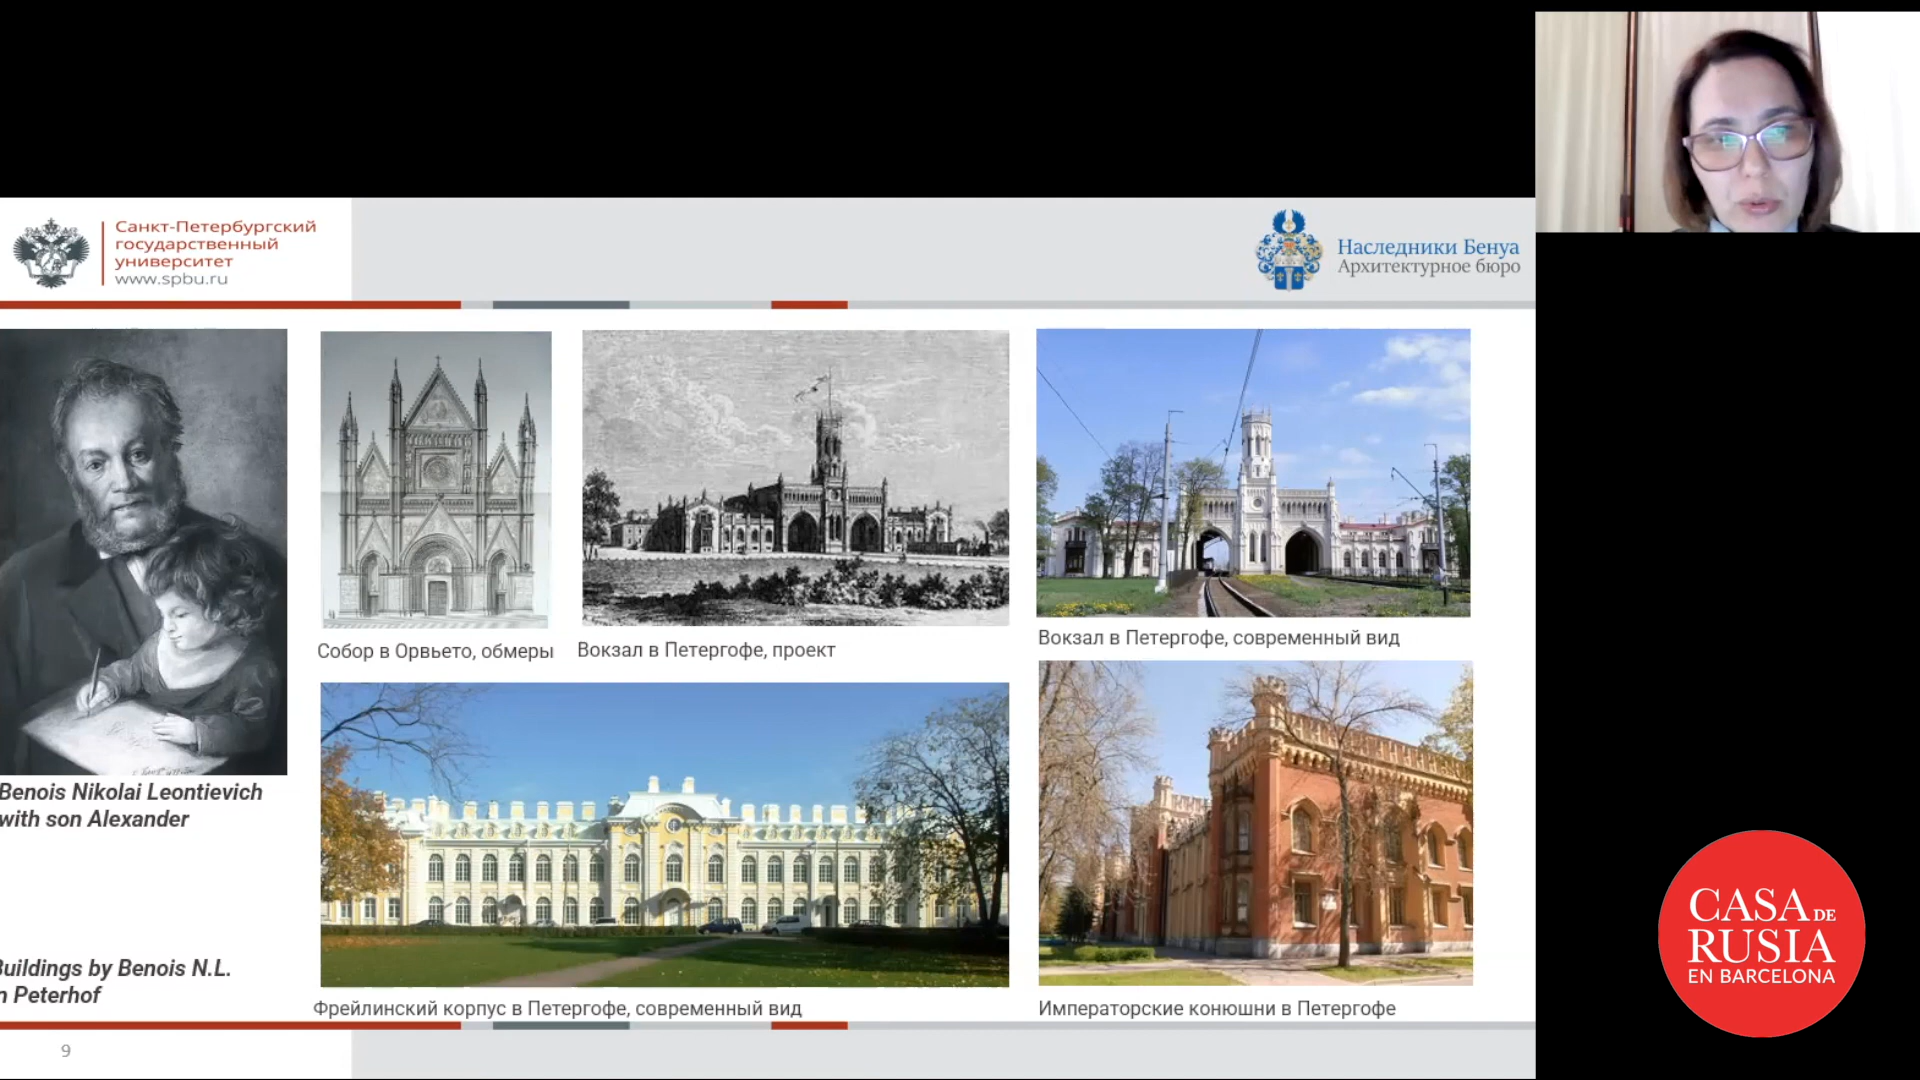 Санкт-Петербургский
государственный
университет
www.spbu.ru
Наследники Бенуа
Архитектурное бюро
Собор в Орвьето, обмеры
Вокзал в Петергофе, проект
Вокзал в Петергофе, современный вид
Benois Nikolai Leontievich
with son Alexander
Buildings by Benois N.L.
n Peterhof
Фрейлинский корпус в Петергофе, современный вид
Императорские конюшни в Петергофе
9
CASA DE
RUSIA
EN BARCELONA